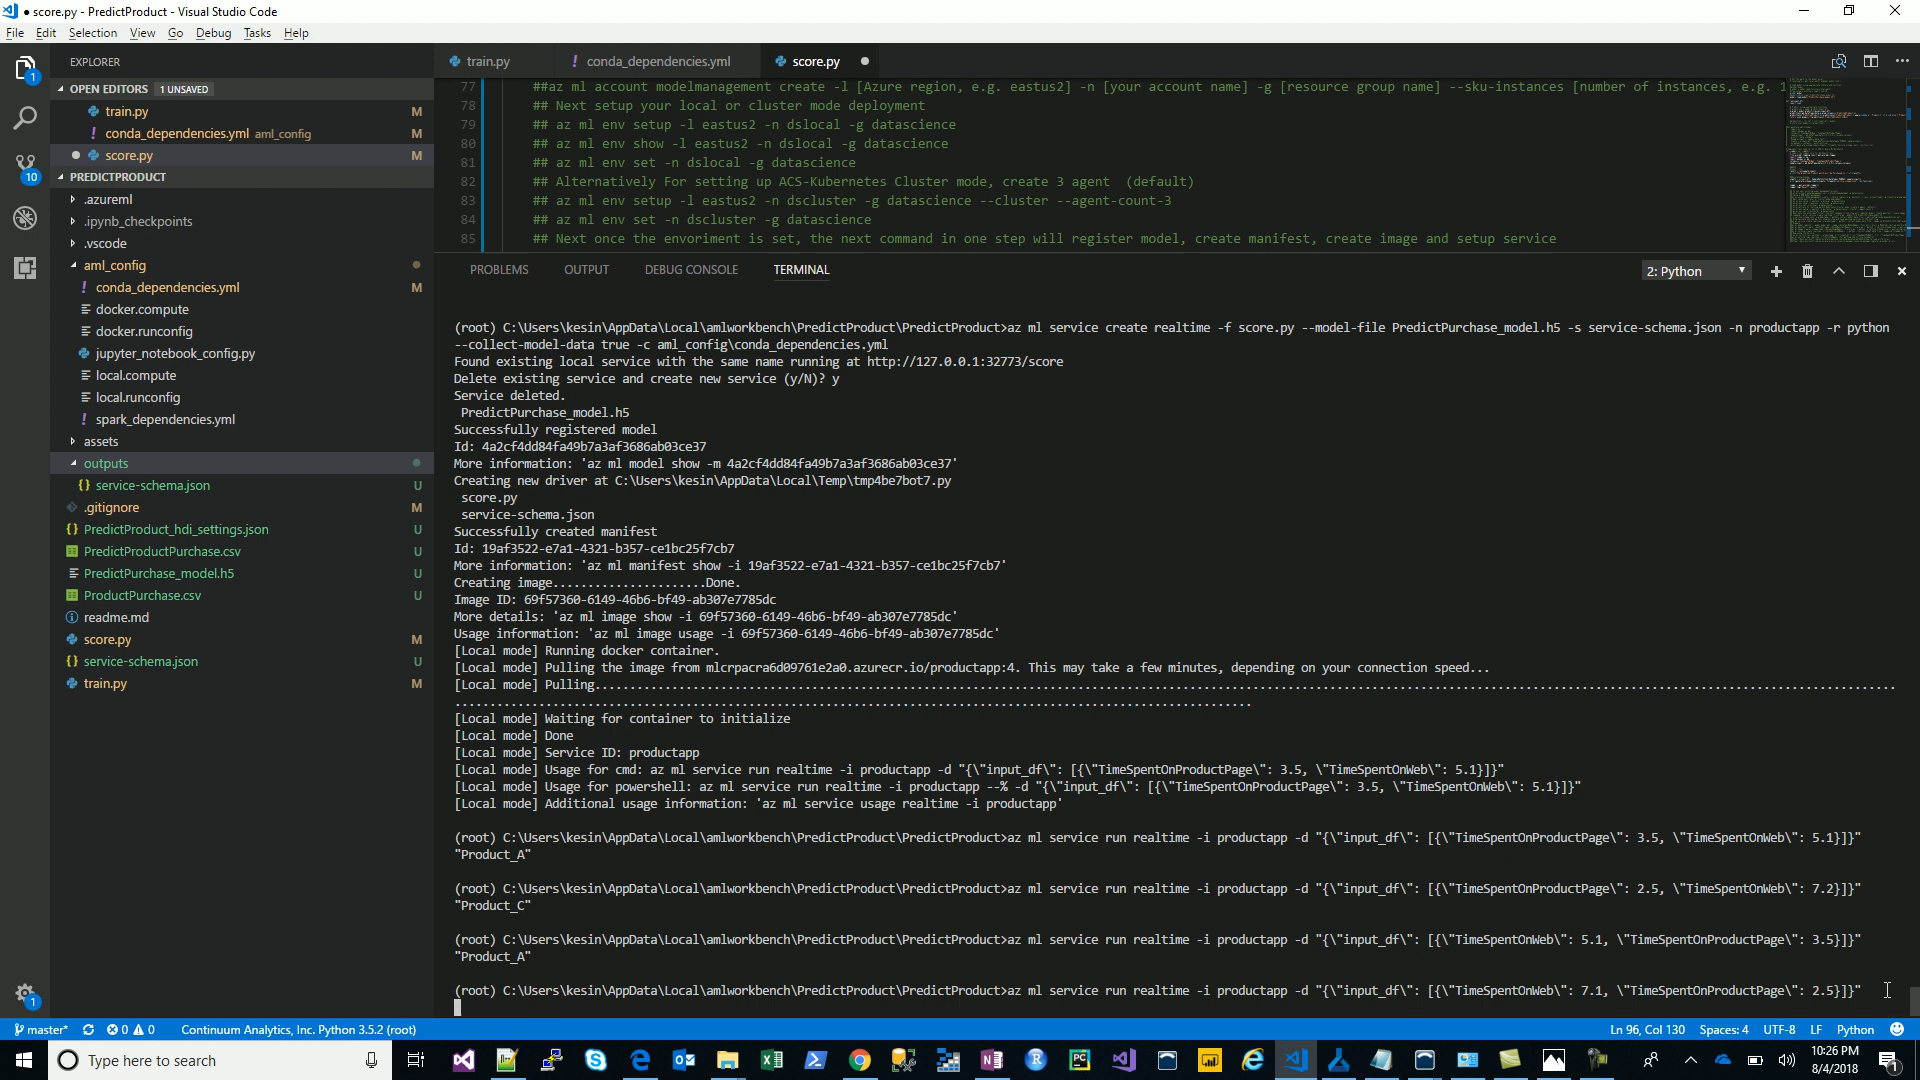 ● score.py - PredictProduct - Visual Studio Code
File Edit Selection View Go Debug Tasks Help
EXPLORER
OPEN EDITORS 1 UNSAVED
train.py M
! conda_dependencies.yml aml_config M
● score.py M
PREDICTPRODUCT
.azureml
.ipynb_checkpoints
.vscode
aml_config
! conda_dependencies.yml M
docker.compute
docker.runconfig
jupyter_notebook_config.py
local.compute
local.runconfig
! spark_dependencies.yml
assets
outputs
{} service-schema.json U
.gitignore M
{} PredictProduct_hdi_settings.json U
PredictProductPurchase.csv U
PredictPurchase_model.h5 U
ProductPurchase.csv U
readme.md
score.py M
{} service-schema.json U
train.py M
1
10
1
train.py ! conda_dependencies.yml score.py ●
77 ##az ml account modelmanagement create -l [Azure region, e.g. eastus2] -n [your account name] -g [resource group name] --sku-instances [number of instances, e.g. 1
78 ## Next setup your local or cluster mode deployment
79 ## az ml env setup -l eastus2 -n dslocal -g datascience
80 ## az ml env show -l eastus2 -n dslocal -g datascience
81 ## az ml env set -n dslocal -g datascience
82 ## Alternatively For setting up ACS-Kubernetes Cluster mode, create 3 agent  (default)
83 ## az ml env setup -l eastus2 -n dscluster -g datascience --cluster --agent-count-3
84 ## az ml env set -n dscluster -g datascience
85 ## Next once the envoriment is set, the next command in one step will register model, create manifest, create image and setup service
PROBLEMS OUTPUT DEBUG CONSOLE TERMINAL 2: Python
(root) C:\Users\kesin\AppData\Local\amlworkbench\PredictProduct\PredictProduct>az ml service create realtime -f score.py --model-file PredictPurchase_model.h5 -s service-schema.json -n productapp -r python
--collect-model-data true -c aml_config\conda_dependencies.yml
Found existing local service with the same name running at http://127.0.0.1:32773/score
Delete existing service and create new service (y/N)? y
Service deleted.
PredictPurchase_model.h5
Successfully registered model
Id: 4a2cf4dd84fa49b7a3af3686ab03ce37
More information: 'az ml model show -m 4a2cf4dd84fa49b7a3af3686ab03ce37'
Creating new driver at C:\Users\kesin\AppData\Local\Temp\tmp4be7bot7.py
score.py
service-schema.json
Successfully created manifest
Id: 19af3522-e7a1-4321-b357-ce1bc25f7cb7
More information: 'az ml manifest show -i 19af3522-e7a1-4321-b357-ce1bc25f7cb7'
Creating image......................Done.
Image ID: 69f57360-6149-46b6-bf49-ab307e7785dc
More details: 'az ml image show -i 69f57360-6149-46b6-bf49-ab307e7785dc'
Usage information: 'az ml image usage -i 69f57360-6149-46b6-bf49-ab307e7785dc'
[Local mode] Running docker container.
[Local mode] Pulling the image from mlcrpacra6d09761e2a0.azurecr.io/productapp:4. This may take a few minutes, depending on your connection speed...
[Local mode] Pulling....................
[Local mode] Waiting for container to initialize
[Local mode] Done
[Local mode] Service ID: productapp
[Local mode] Usage for cmd: az ml service run realtime -i productapp -d "{\"input_df\": [{\"TimeSpentOnProductPage\": 3.5, \"TimeSpentOnWeb\": 5.1}]}"
[Local mode] Usage for powershell: az ml service run realtime -i productapp --% -d "{\"input_df\": [{\"TimeSpentOnProductPage\": 3.5, \"TimeSpentOnWeb\": 5.1}]}"
[Local mode] Additional usage information: 'az ml service usage realtime -i productapp'
(root) C:\Users\kesin\AppData\Local\amlworkbench\PredictProduct\PredictProduct>az ml service run realtime -i productapp -d "{\"input_df\": [{\"TimeSpentOnProductPage\": 3.5, \"TimeSpentOnWeb\": 5.1}]}"
"Product_A"
(root) C:\Users\kesin\AppData\Local\amlworkbench\PredictProduct\PredictProduct>az ml service run realtime -i productapp -d "{\"input_df\": [{\"TimeSpentOnProductPage\": 2.5, \"TimeSpentOnWeb\": 7.2}]}"
"Product_C"
(root) C:\Users\kesin\AppData\Local\amlworkbench\PredictProduct\PredictProduct>az ml service run realtime -i productapp -d "{\"input_df\": [{\"TimeSpentOnWeb\": 5.1, \"TimeSpentOnProductPage\": 3.5}]}"
"Product_A"
(root) C:\Users\kesin\AppData\Local\amlworkbench\PredictProduct\PredictProduct>az ml service run realtime -i productapp -d "{\"input_df\": [{\"TimeSpentOnWeb\": 7.1, \"TimeSpentOnProductPage\": 2.5}]}"
master* 0 0 Continuum Analytics, Inc. Python 3.5.2 (root) Ln 96, Col 130 Spaces: 4 UTF-8 LF Python
Type here to search
10:26 PM
8/4/2018
1